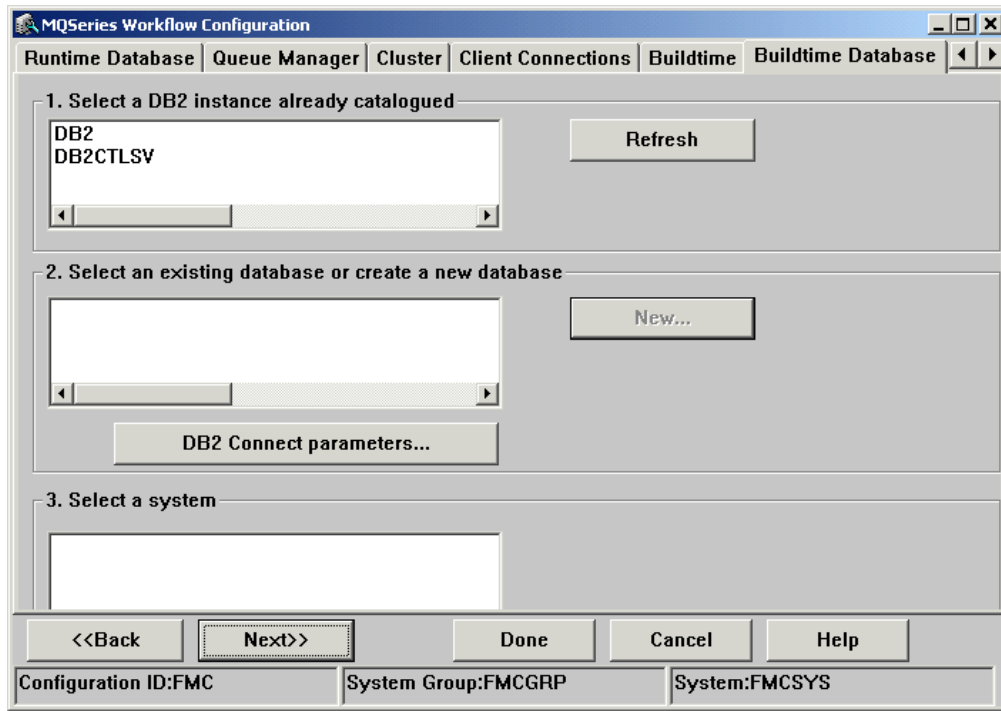 MQSeries Workflow Configuration
Runtime Database Queue Manager Cluster Client Connections Buildtime Buildtime Database
1. Select a DB2 instance already catalogued
DB2
DB2CTLSV
Refresh
2. Select an existing database or create a new database
New...
DB2 Connect parameters...
3. Select a system
<<Back Next>> Done Cancel Help
Configuration ID:FMC System Group:FMCGRP System:FMCSYS